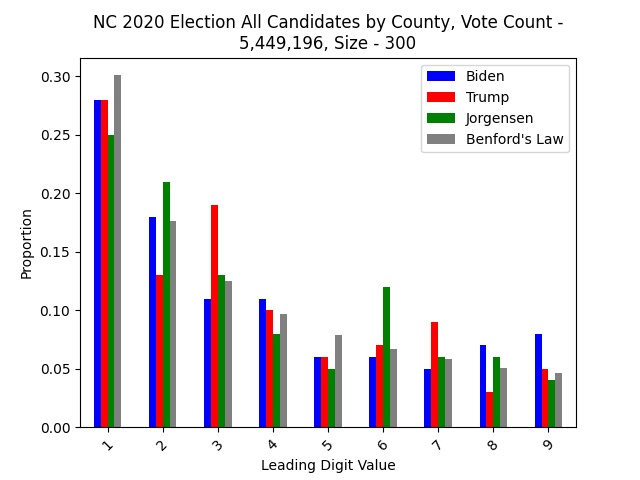 NC 2020 Election All Candidates by County, Vote Count -
5,449,196, Size - 300
Biden
Trump
Jorgensen
Benford's Law
0.30
0.25
0.20
0.15
0.10
0.05
0.00
Proportion
1 2 3 4 5 6 7 8 9
Leading Digit Value